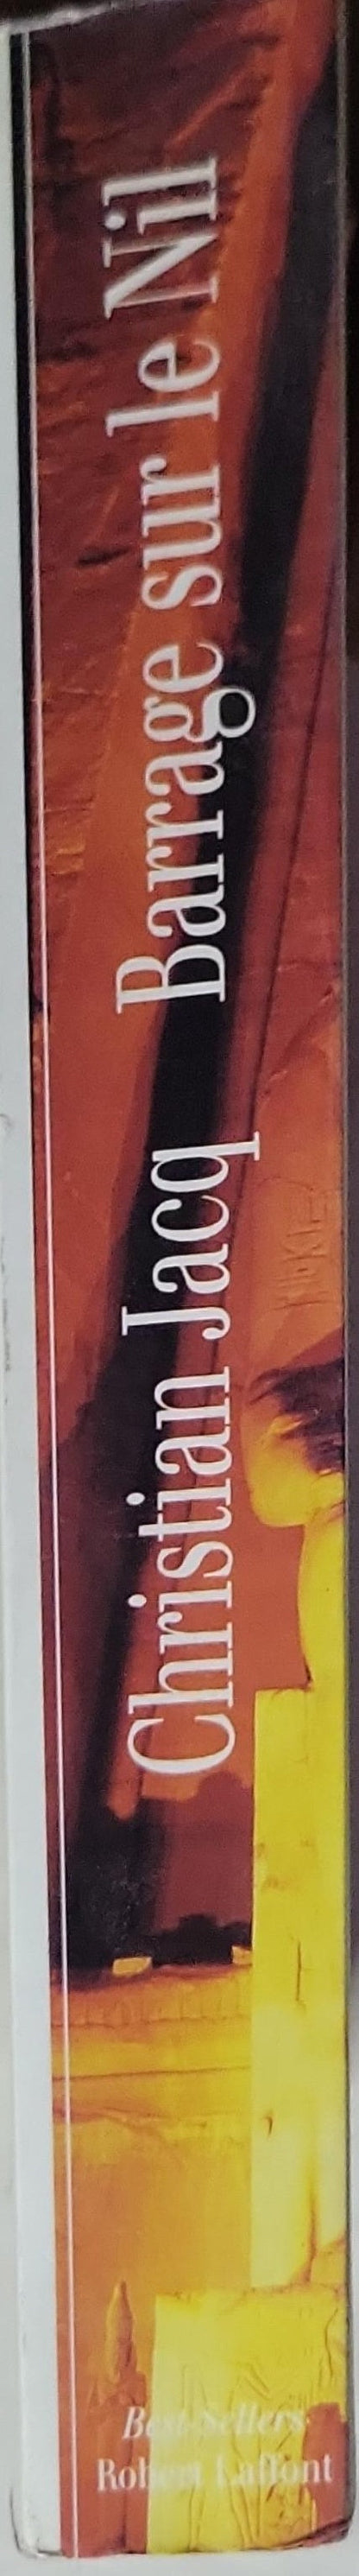 Christian Jacq Barrage sur le Nil
Best-Sellers
Robert Laffont